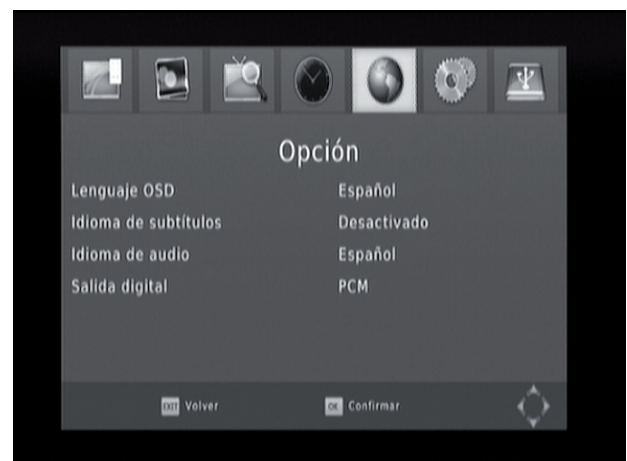 Opción
Lenguaje OSD Español
Idioma de subtítulos Desactivado
Idioma de audio Español
Salida digital PCM
EXIT Volver OK Confirmar